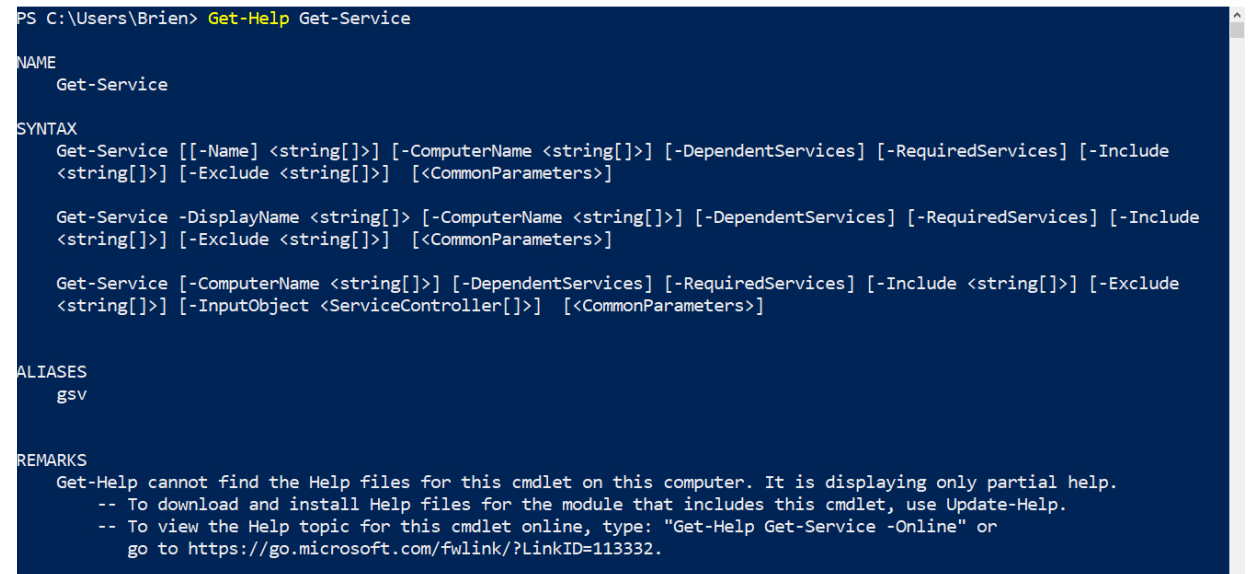 PS C:\Users\Brien> Get-Help Get-Service
NAME
    Get-Service
SYNTAX
    Get-Service [[-Name] <string[]>] [-ComputerName <string[]>] [-DependentServices] [-RequiredServices] [-Include
    <string[]>] [-Exclude <string[]>]  [<CommonParameters>]
    Get-Service -DisplayName <string[]> [-ComputerName <string[]>] [-DependentServices] [-RequiredServices] [-Include
    <string[]>] [-Exclude <string[]>]  [<CommonParameters>]
    Get-Service [-ComputerName <string[]>] [-DependentServices] [-RequiredServices] [-Include <string[]>] [-Exclude
    <string[]>] [-InputObject <ServiceController[]>]  [<CommonParameters>]
ALIASES
    gsv
REMARKS
    Get-Help cannot find the Help files for this cmdlet on this computer. It is displaying only partial help.
        -- To download and install Help files for the module that includes this cmdlet, use Update-Help.
        -- To view the Help topic for this cmdlet online, type: "Get-Help Get-Service -Online" or
           go to https://go.microsoft.com/fwlink/?LinkID=113332.